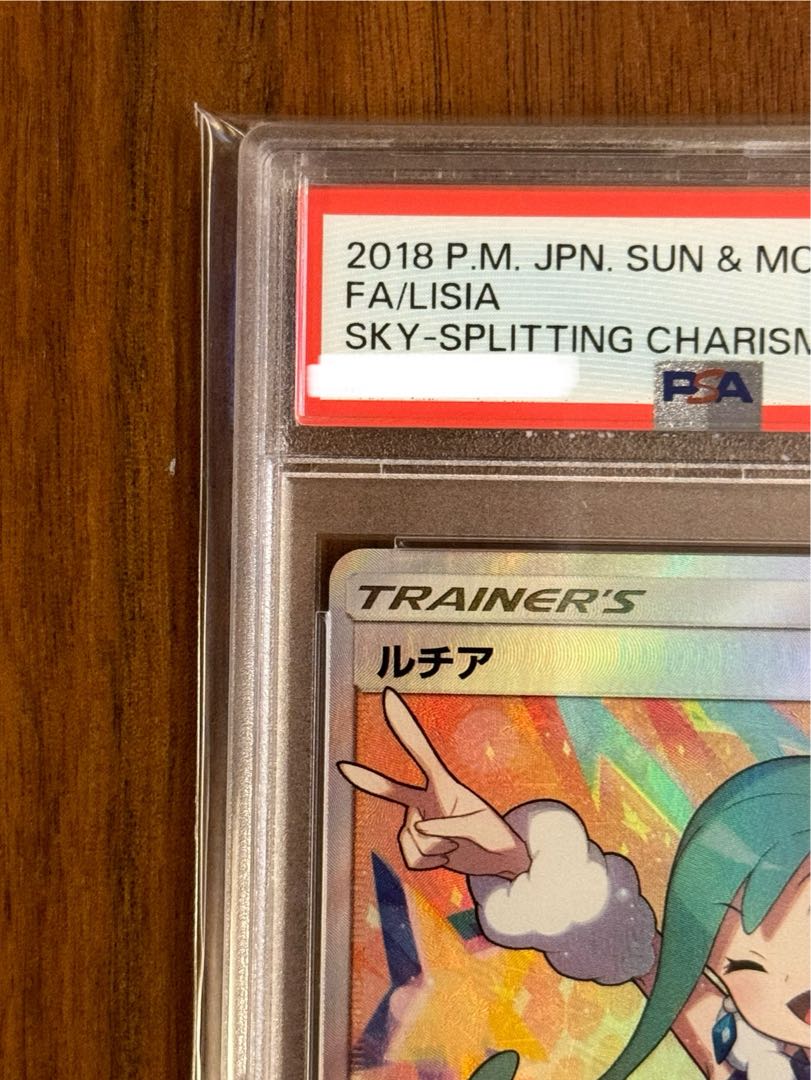 2018 P.M. JPN. SUN & MO
FA/LISIA
SKY-SPLITTING CHARISM
PSA
TRAINER'S
ルチア